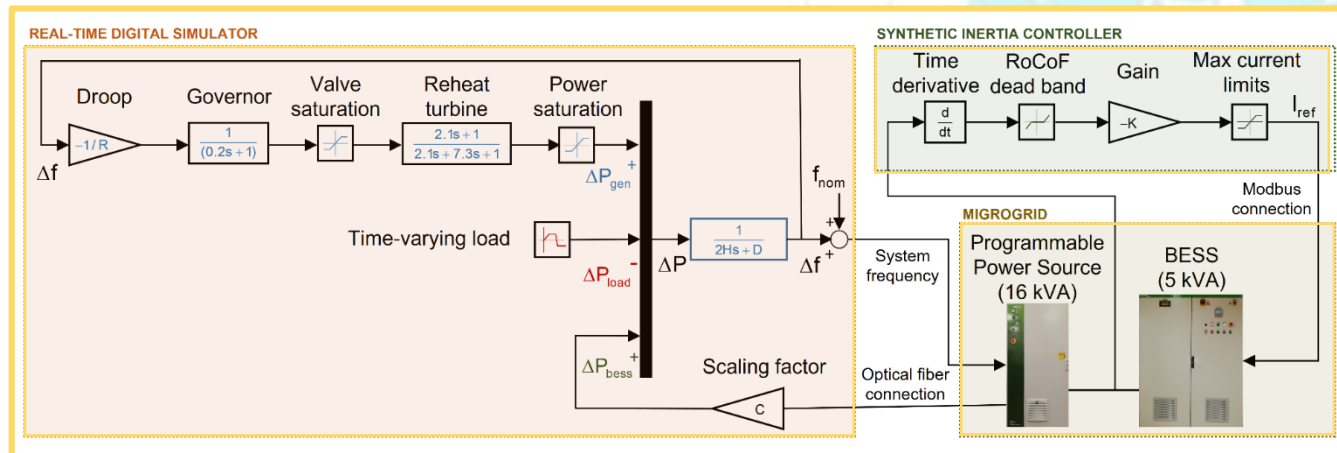 REAL-TIME DIGITAL SIMULATOR
Droop
Governor
Valve
saturation
Reheat
turbine
Power
saturation
−1/R
1
(0.2s+1)
2.1s+1
2.1s+7.3s+1
Δf
ΔP_gen
+
Time-varying load
ΔP_load
-
ΔP
1
2Hs+D
f_nom
+
Δf
+
ΔP_bess
+
Scaling factor
C
System
frequency
Optical fiber
connection
SYNTHETIC INERTIA CONTROLLER
Time
derivative
RoCoF
dead band
Gain
Max current
limits
d
dt
−K
I_ref
Modbus
connection
MIGROGRID
Programmable
Power Source
(16 kVA)
BESS
(5 kVA)